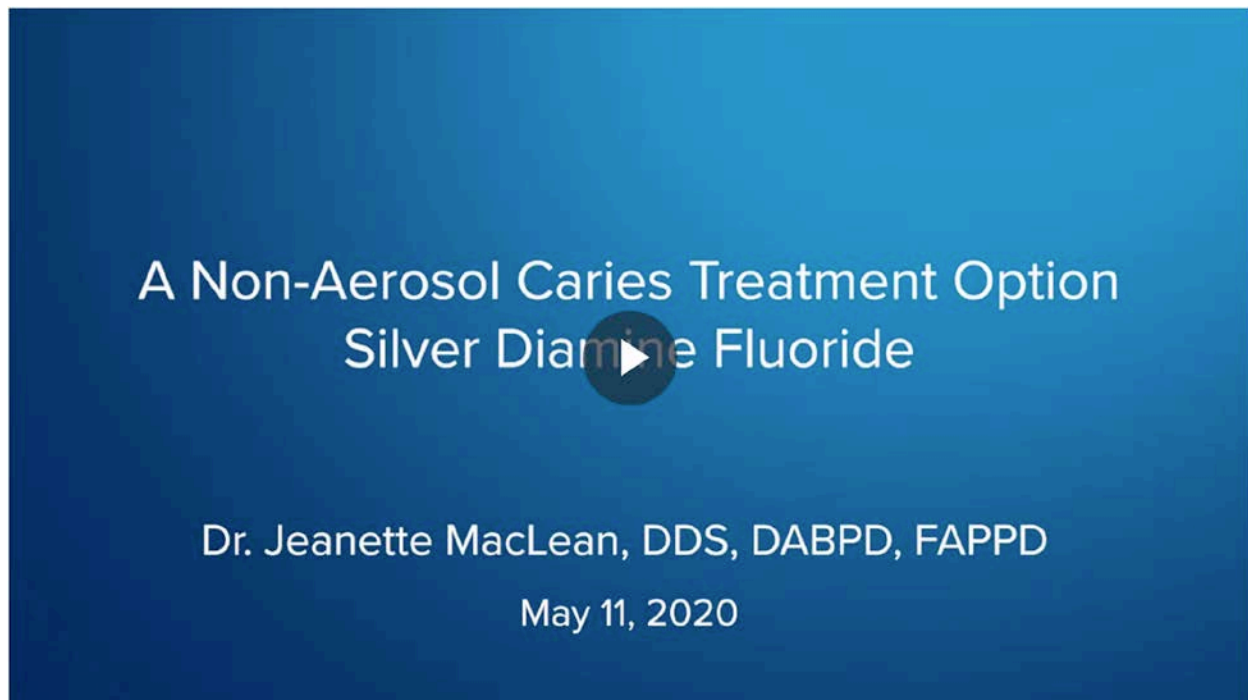 A Non-Aerosol Caries Treatment Option
Silver Diamine Fluoride
Dr. Jeanette MacLean, DDS, DABPD, FAPPD
May 11, 2020